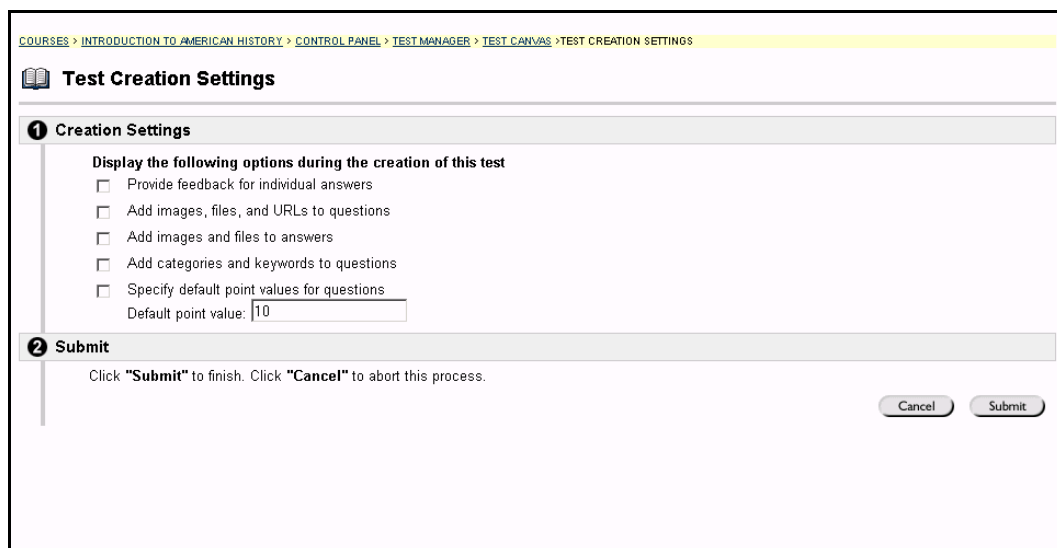 COURSES > INTRODUCTION TO AMERICAN HISTORY > CONTROL PANEL > TEST MANAGER > TEST CANVAS >TEST CREATION SETTINGS
Test Creation Settings
1 Creation Settings
Display the following options during the creation of this test
Provide feedback for individual answers
Add images, files, and URLs to questions
Add images and files to answers
Add categories and keywords to questions
Specify default point values for questions
Default point value: 10
2 Submit
Click "Submit" to finish. Click "Cancel" to abort this process.
Cancel Submit